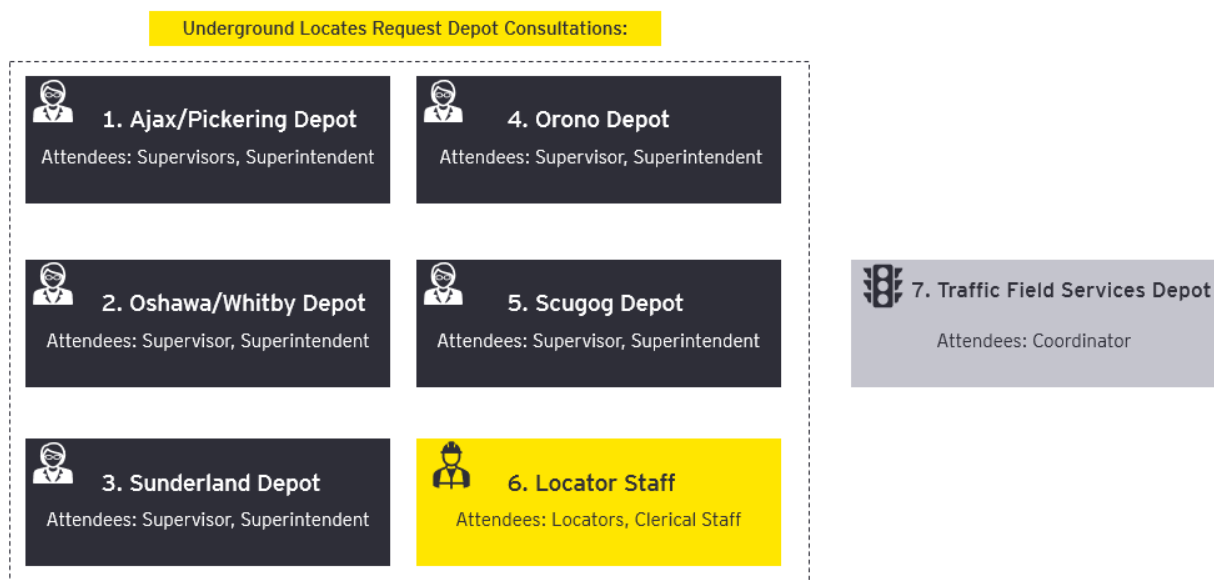 Underground Locates Request Depot Consultations:
1. Ajax/Pickering Depot
Attendees: Supervisors, Superintendent
2. Oshawa/Whitby Depot
Attendees: Supervisor, Superintendent
3. Sunderland Depot
Attendees: Supervisor, Superintendent
4. Orono Depot
Attendees: Supervisor, Superintendent
5. Scugog Depot
Attendees: Supervisor, Superintendent
6. Locator Staff
Attendees: Locators, Clerical Staff
7. Traffic Field Services Depot
Attendees: Coordinator